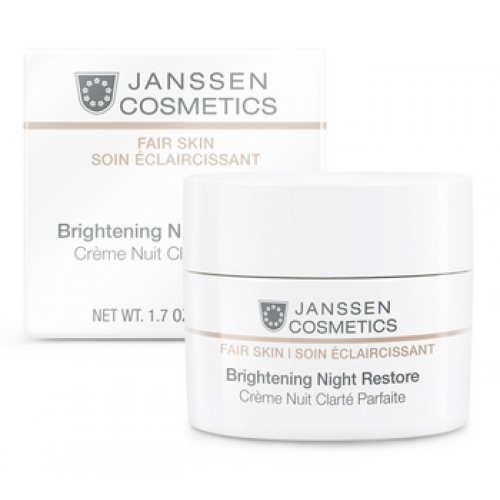 JANSSEN
COSMETICS
FAIR SKIN
SOIN ÉCLAIRCISSANT
Brightening N
Crème Nuit Cl
NET WT. 1.7 OZ
JANSSEN
COSMETICS
FAIR SKIN | SOIN ÉCLAIRCISSANT
Brightening Night Restore
Crème Nuit Clarté Parfaite